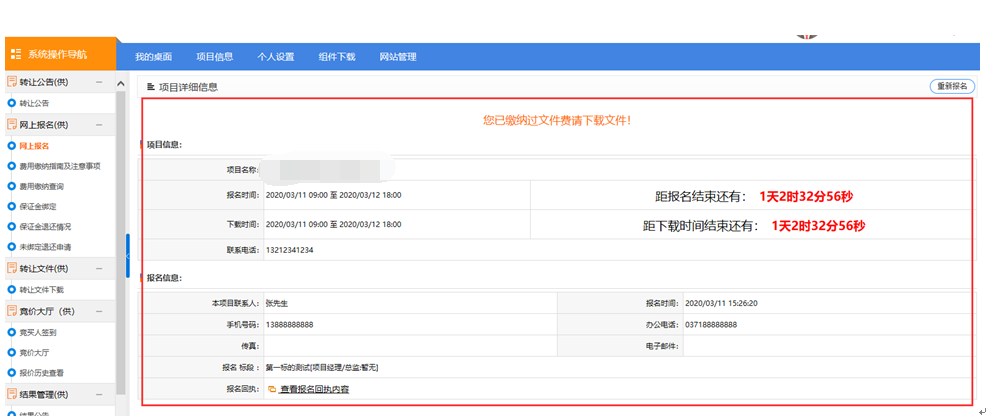 系统操作导航
我的桌面 项目信息 个人设置 组件下载 网站管理
转让公告(供)
转让公告
网上报名(供)
网上报名
费用缴纳指南及注意事项
费用缴纳查询
保证金绑定
保证金退还情况
未绑定退还申请
转让文件(供)
转让文件下载
竞价大厅（供）
竞买人签到
竞价大厅
报价历史查看
结果管理(供)
结果公告
项目详细信息
重新报名
您已缴纳过文件费请下载文件！
项目信息：
项目名称：
报名时间： 2020/03/11 09:00 至 2020/03/12 18:00 距报名结束还有： 1天2时32分56秒
下载时间： 2020/03/11 09:00 至 2020/03/12 18:00 距下载时间结束还有： 1天2时32分56秒
联系电话： 13212341234
报名信息：
本项目联系人： 张先生 报名时间： 2020/03/11 15:26:20
手机号码： 13888888888 办公电话： 037188888888
传真： 电子邮件：
报名 标段 ： 第一标的测试[项目经理/总监:暂无]
报名回执： 查看报名回执内容